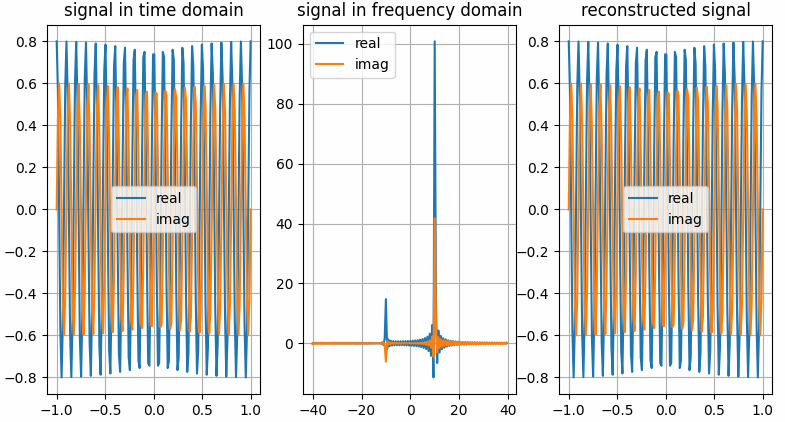 signal in time domain
0.8
0.6
0.4
0.2
0.0
−0.2
−0.4
−0.6
−0.8
−1.0 −0.5 0.0 0.5 1.0
real
imag
signal in frequency domain
100
80
60
40
20
0
−40 −20 0 20 40
real
imag
reconstructed signal
0.8
0.6
0.4
0.2
0.0
−0.2
−0.4
−0.6
−0.8
−1.0 −0.5 0.0 0.5 1.0
real
imag